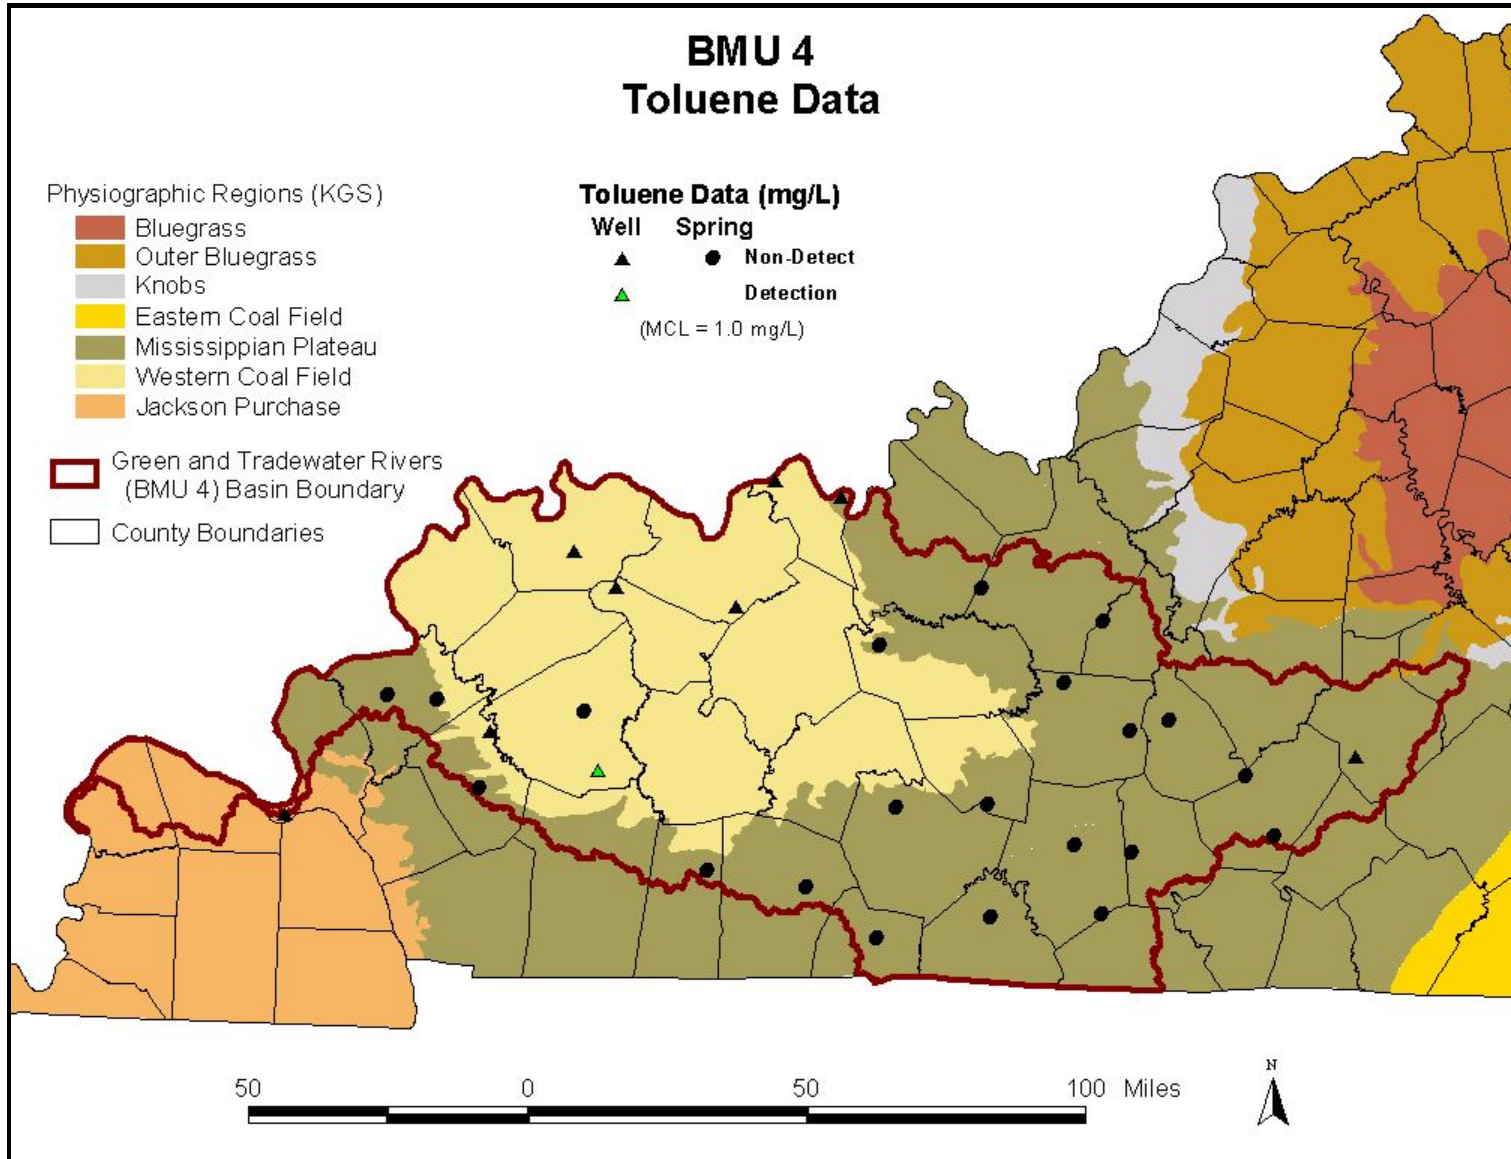 BMU 4
Toluene Data
Physiographic Regions (KGS)
Bluegrass
Outer Bluegrass
Knobs
Eastern Coal Field
Mississippian Plateau
Western Coal Field
Jackson Purchase
Green and Tradewater Rivers
(BMU 4) Basin Boundary
County Boundaries
Toluene Data (mg/L)
Well Spring
Non-Detect
Detection
(MCL = 1.0 mg/L)
50 0 50 100 Miles
N